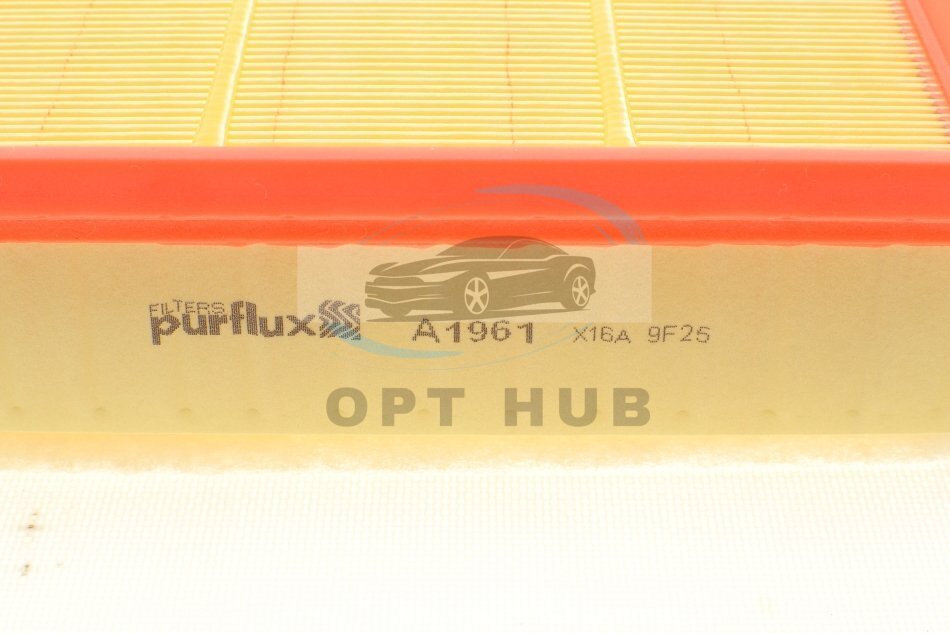 FILTERS
purflux A1961 X16A 9F25
OPT HUB